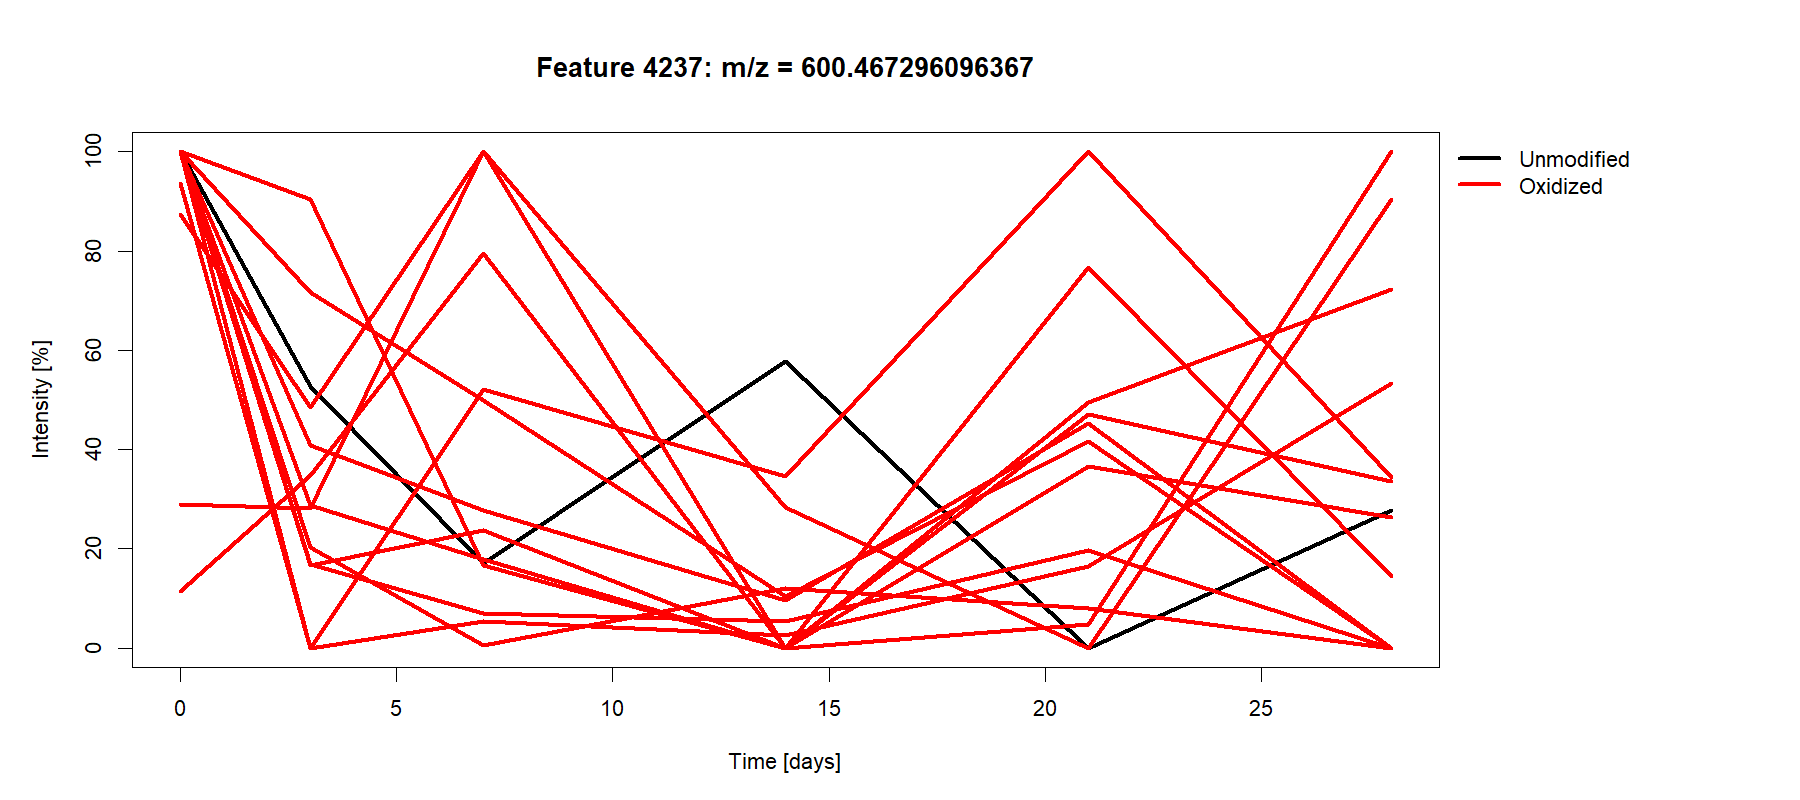 Feature 4237: m/z = 600.467296096367
Unmodified
Oxidized
Intensity [%]
100
80
60
40
20
0
0 5 10 15 20 25
Time [days]